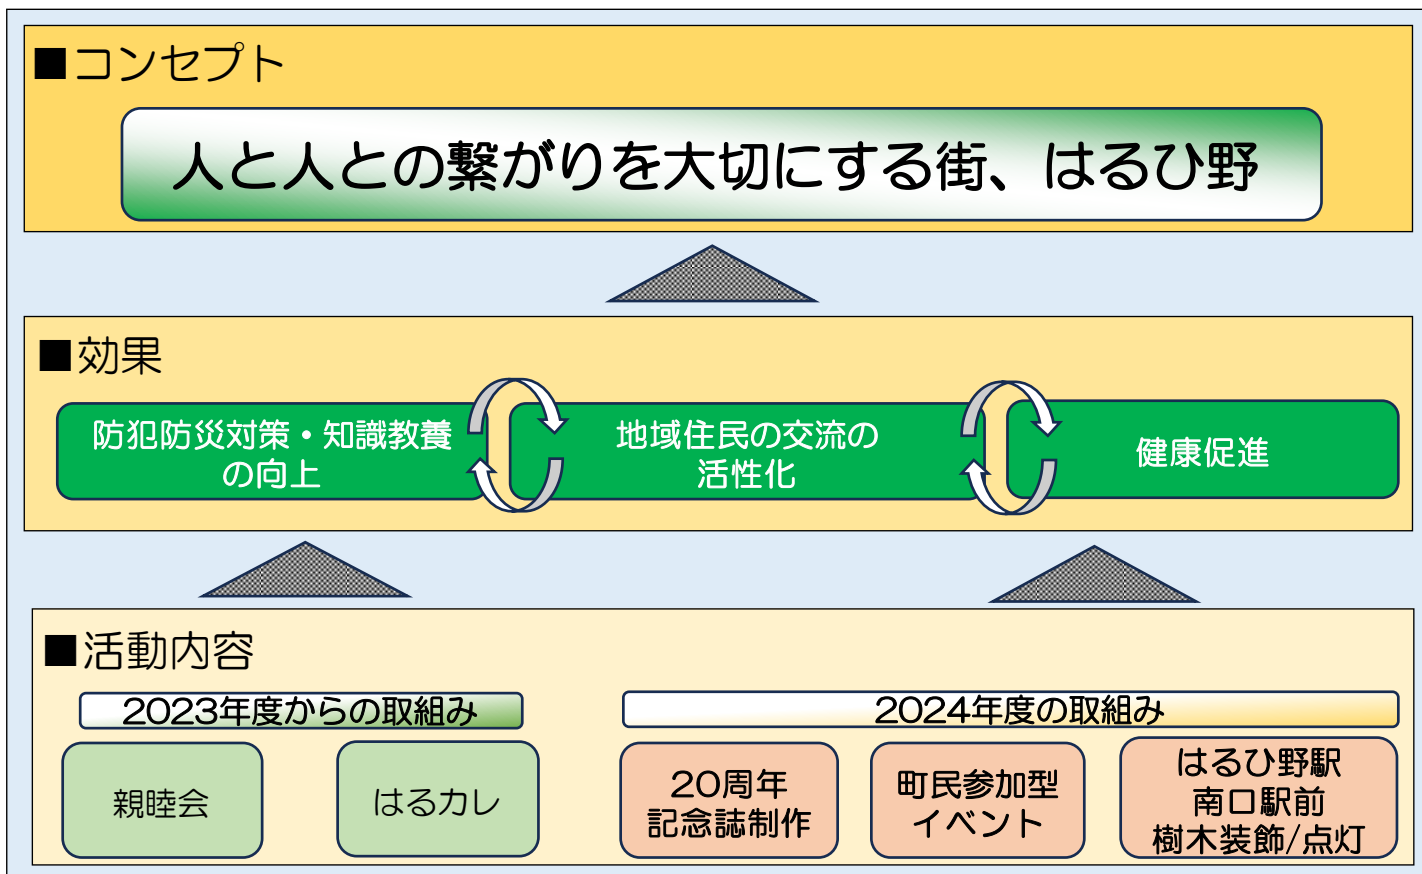 ■コンセプト
人と人との繋がりを大切にする街、はるひ野
■効果
防犯防災対策・知識教養
の向上
地域住民の交流の
活性化
健康促進
■活動内容
2023年度からの取組み
2024年度の取組み
親睦会
はるカレ
20周年
記念誌制作
町民参加型
イベント
はるひ野駅
南口駅前
樹木装飾/点灯